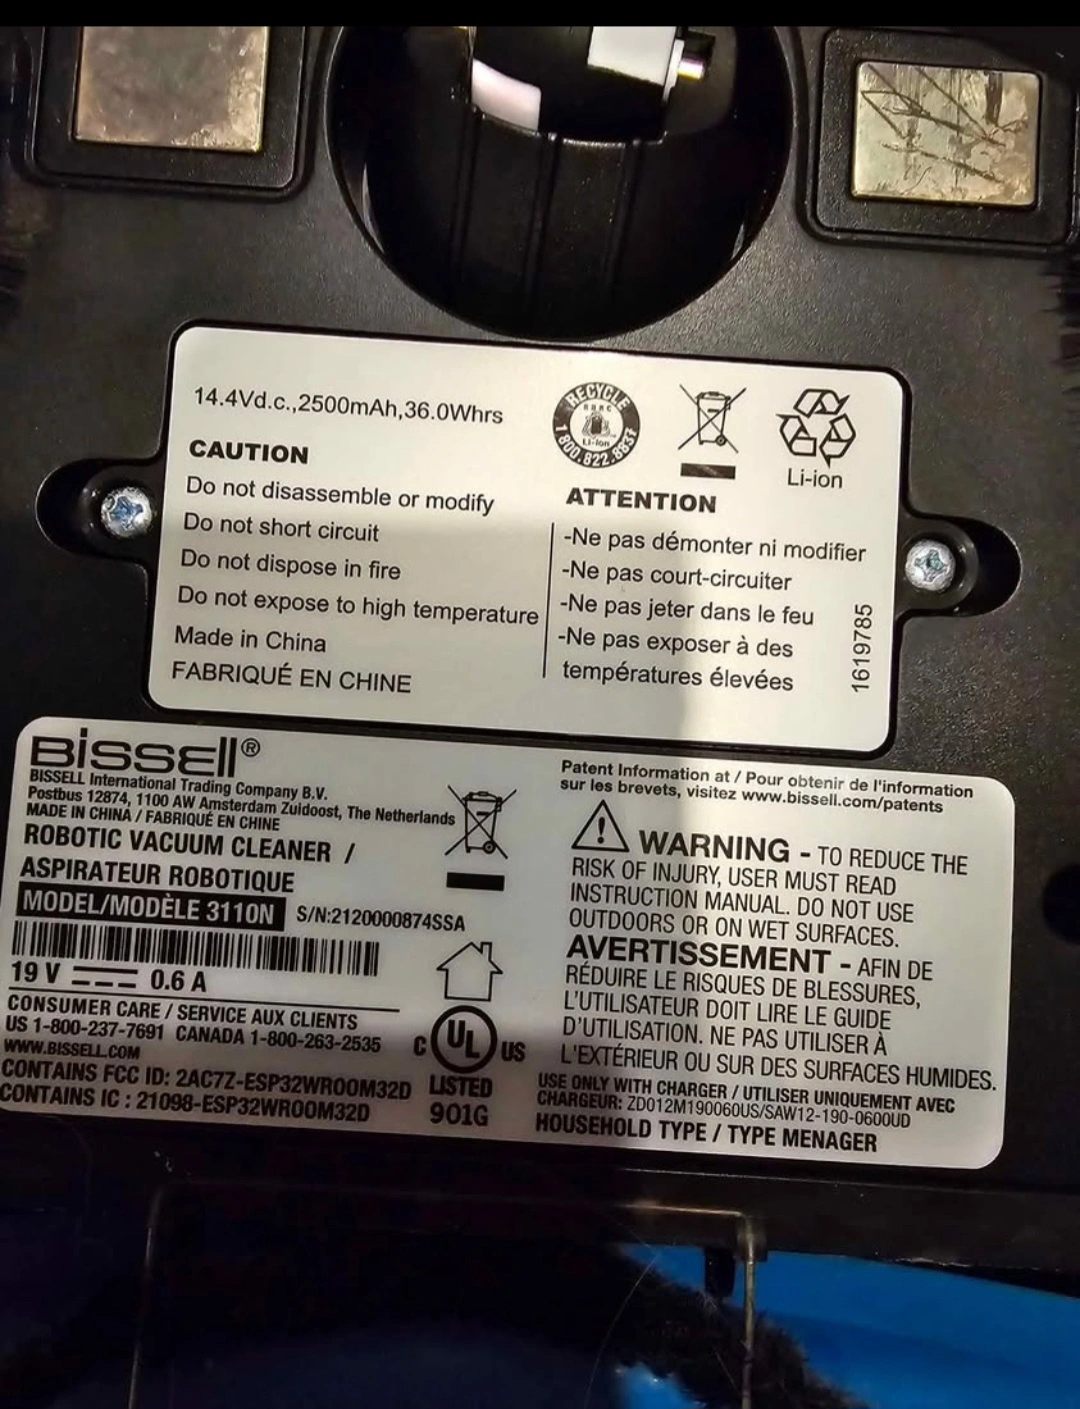 14.4Vd.c.,2500mAh,36.0Whrs
CAUTION
Do not disassemble or modify
Do not short circuit
Do not dispose in fire
Do not expose to high temperature
Made in China
FABRIQUÉ EN CHINE
RECYCLE
RBRC
Li-Ion
1.800.822.8837
Li-ion
ATTENTION
-Ne pas démonter ni modifier
-Ne pas court-circuiter
-Ne pas jeter dans le feu
-Ne pas exposer à des
températures élevées
1619785
BISSELL®
BISSELL International Trading Company B.V.
Postbus 12874, 1100 AW Amsterdam Zuidoost, The Netherlands
MADE IN CHINA / FABRIQUÉ EN CHINE
ROBOTIC VACUUM CLEANER /
ASPIRATEUR ROBOTIQUE
MODEL/MODÈLE 3110N S/N:2120000874SSA
19 V 0.6 A
CONSUMER CARE / SERVICE AUX CLIENTS
US 1-800-237-7691 CANADA 1-800-263-2535
WWW.BISSELL.COM
CONTAINS FCC ID: 2AC7Z-ESP32WROOM32D
CONTAINS IC : 21098-ESP32WROOM32D
C UL US
LISTED
901G
Patent Information at / Pour obtenir de l'information
sur les brevets, visitez www.bissell.com/patents
WARNING - TO REDUCE THE
RISK OF INJURY, USER MUST READ
INSTRUCTION MANUAL. DO NOT USE
OUTDOORS OR ON WET SURFACES.
AVERTISSEMENT - AFIN DE
RÉDUIRE LE RISQUES DE BLESSURES,
L'UTILISATEUR DOIT LIRE LE GUIDE
D'UTILISATION. NE PAS UTILISER À
L'EXTÉRIEUR OU SUR DES SURFACES HUMIDES.
USE ONLY WITH CHARGER / UTILISER UNIQUEMENT AVEC
CHARGEUR: ZD012M190060US/SAW12-190-0600UD
HOUSEHOLD TYPE / TYPE MENAGER